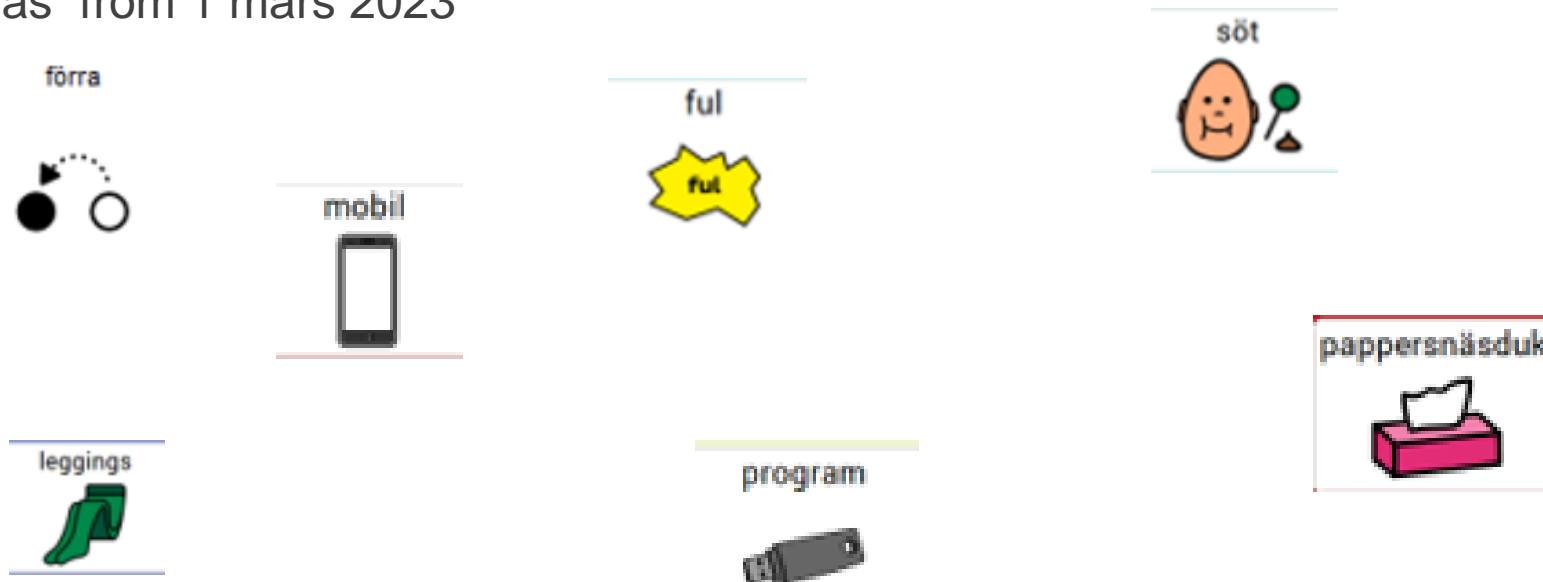 as from 1 mars 2023
förra
mobil
ful
ful
söt
pappersnäsduk
leggings
program